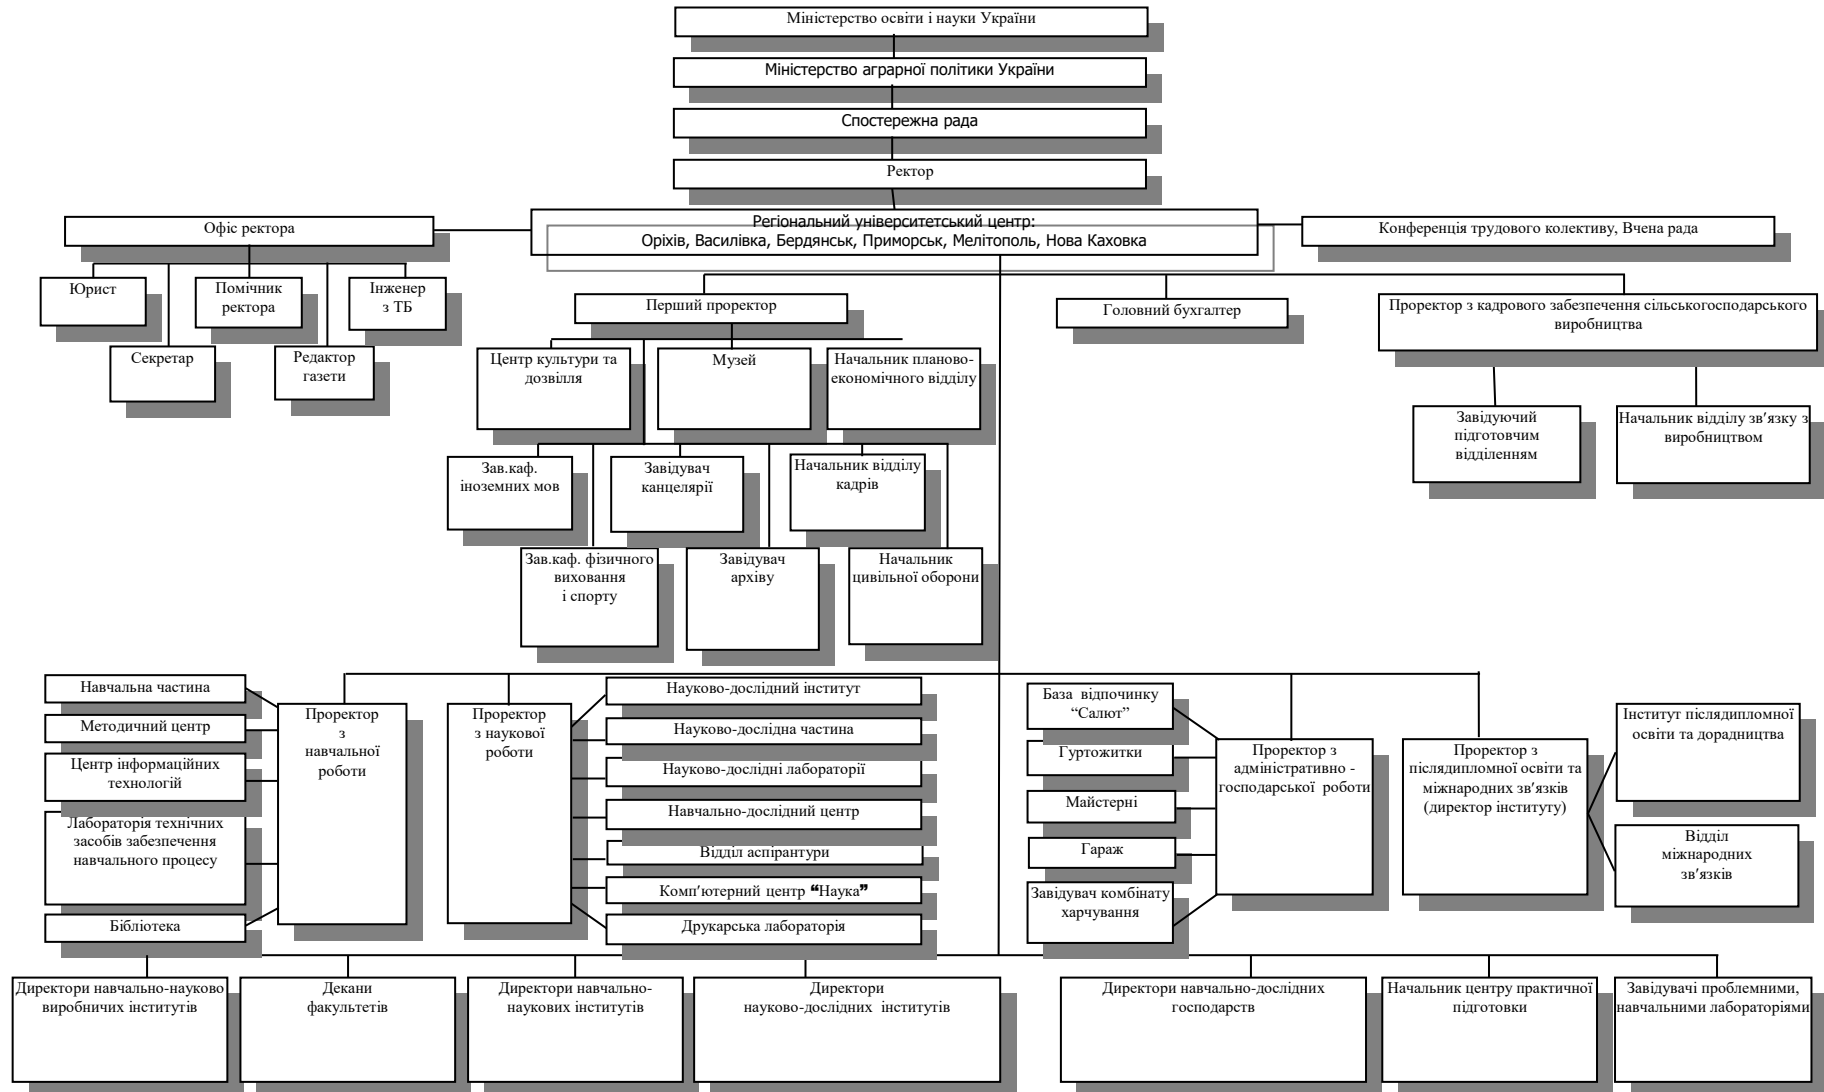 Міністерство освіти і науки України
Міністерство аграрної політики України
Спостережна рада
Ректор
Офіс ректора
Регіональний університетський центр:
Оріхів, Василівка, Бердянськ, Приморськ, Мелітополь, Нова Каховка
Конференція трудового колективу, Вчена рада
Юрист
Помічник
ректора
Інженер
з ТБ
Секретар
Редактор
газети
Перший проректор
Головний бухгалтер
Проректор з кадрового забезпечення сільськогосподарського
виробництва
Центр культури та
дозвілля
Музей
Начальник планово-
економічного відділу
Завідуючий
підготовчим
відділенням
Начальник відділу зв'язку з
виробництвом
Зав.каф.
іноземних мов
Завідувач
канцелярії
Начальник відділу
кадрів
Зав.каф. фізичного
виховання
і спорту
Завідувач
архіву
Начальник
цивільної оборони
Навчальна частина
Методичний центр
Центр інформаційних
технологій
Лабораторія технічних
засобів забезпечення
навчального процесу
Бібліотека
Проректор
з
навчальної
роботи
Проректор
з наукової
роботи
Науково-дослідний інститут
Науково-дослідна частина
Науково-дослідні лабораторії
Навчально-дослідний центр
Відділ аспірантури
Комп'ютерний центр ❝Наука❞
Друкарська лабораторія
База відпочинку
“Салют”
Гуртожитки
Майстерні
Гараж
Завідувач комбінату
харчування
Проректор з
адміністративно -
господарської роботи
Проректор з
післядипломної освіти та
міжнародних зв'язків
(директор інституту)
Інститут післядипломної
освіти та дорадництва
Відділ
міжнародних
зв'язків
Директори навчально-науково
виробничих інститутів
Декани
факультетів
Директори навчально-
наукових інститутів
Директори
науково-дослідних інститутів
Директори навчально-дослідних
господарств
Начальник центру практичної
підготовки
Завідувачі проблемними,
навчальними лабораторіями